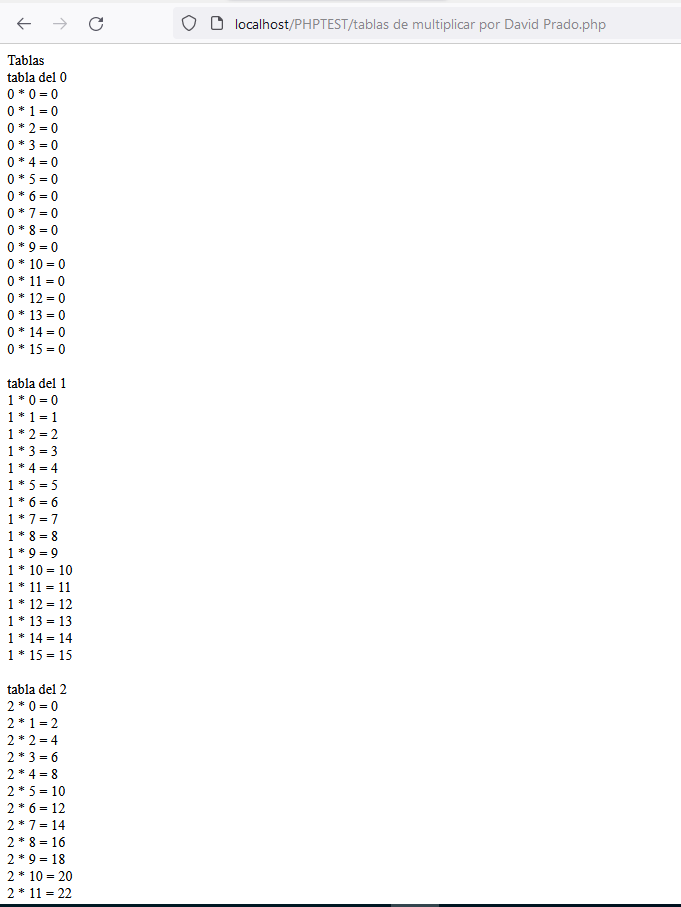 localhost/PHPTEST/tablas de multiplicar por David Prado.php
Tablas
tabla del 0
0 * 0 = 0
0 * 1 = 0
0 * 2 = 0
0 * 3 = 0
0 * 4 = 0
0 * 5 = 0
0 * 6 = 0
0 * 7 = 0
0 * 8 = 0
0 * 9 = 0
0 * 10 = 0
0 * 11 = 0
0 * 12 = 0
0 * 13 = 0
0 * 14 = 0
0 * 15 = 0
tabla del 1
1 * 0 = 0
1 * 1 = 1
1 * 2 = 2
1 * 3 = 3
1 * 4 = 4
1 * 5 = 5
1 * 6 = 6
1 * 7 = 7
1 * 8 = 8
1 * 9 = 9
1 * 10 = 10
1 * 11 = 11
1 * 12 = 12
1 * 13 = 13
1 * 14 = 14
1 * 15 = 15
tabla del 2
2 * 0 = 0
2 * 1 = 2
2 * 2 = 4
2 * 3 = 6
2 * 4 = 8
2 * 5 = 10
2 * 6 = 12
2 * 7 = 14
2 * 8 = 16
2 * 9 = 18
2 * 10 = 20
2 * 11 = 22